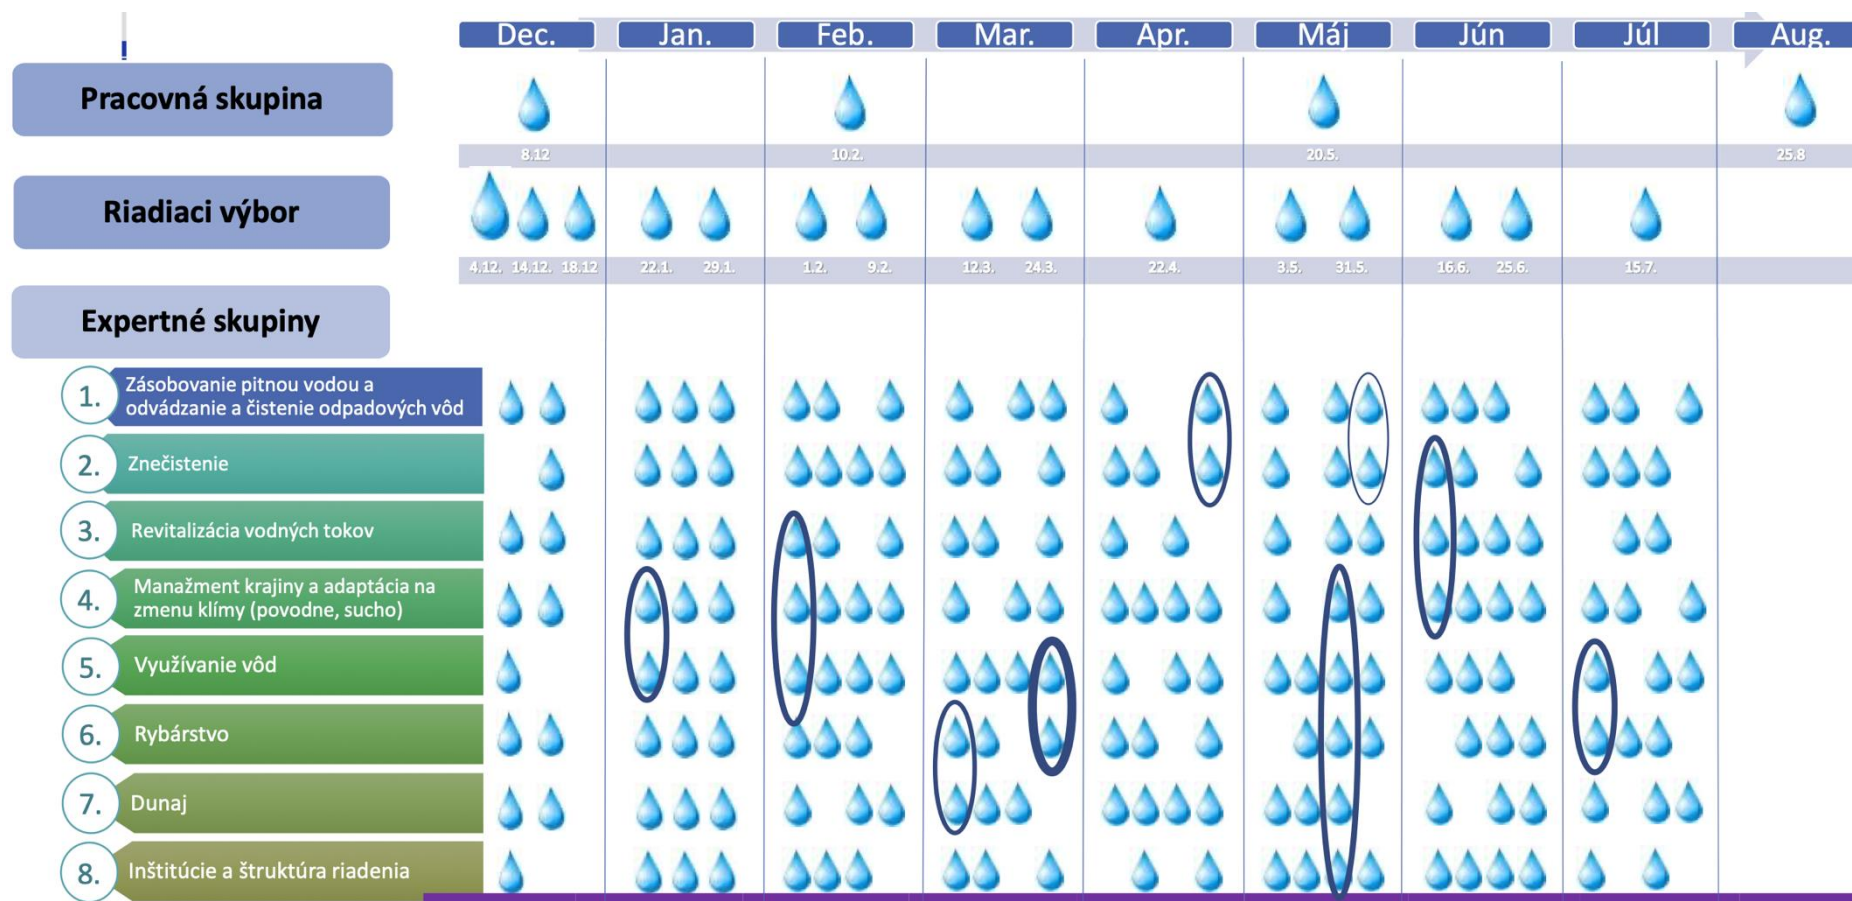 Dec. Jan. Feb. Mar. Apr. Máj Jún Júl Aug.
Pracovná skupina
8.12 10.2. 20.5. 25.8
Riadiaci výbor
4.12. 14.12. 18.12 22.1. 29.1. 1.2. 9.2. 12.3. 24.3. 22.4. 3.5. 31.5. 16.6. 25.6. 15.7.
Expertné skupiny
1. Zásobovanie pitnou vodou a
odvádzanie a čistenie odpadových vôd
2. Znečistenie
3. Revitalizácia vodných tokov
4. Manažment krajiny a adaptácia na
zmenu klímy (povodne, sucho)
5. Využívanie vôd
6. Rybárstvo
7. Dunaj
8. Inštitúcie a štruktúra riadenia